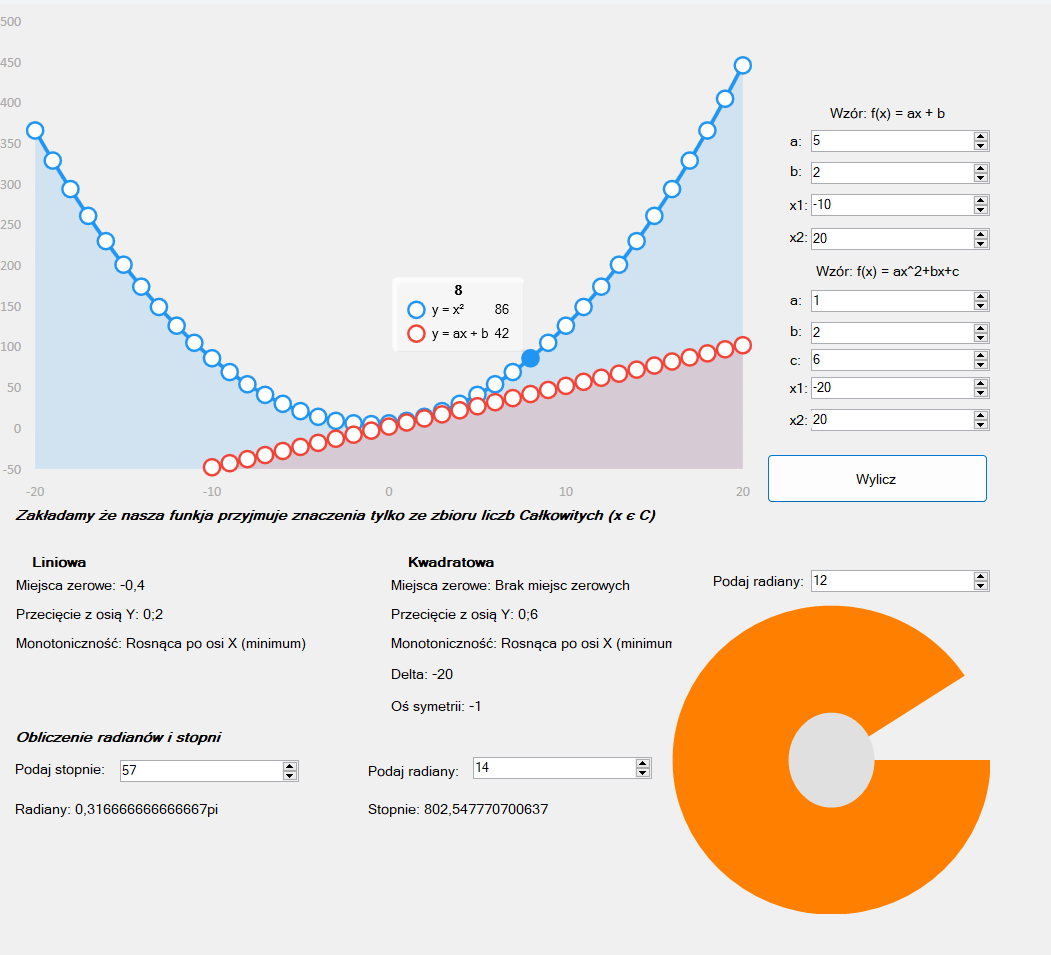 500
450
400
350
300
250
200
150
100
50
0
-50
-20 -10 0 10 20
8
y = x² 86
y = ax + b 42
Wzór: f(x) = ax + b
a: 5
b: 2
x1: -10
x2: 20
Wzór: f(x) = ax^2+bx+c
a: 1
b: 2
c: 6
x1: -20
x2: 20
Wylicz
Zakładamy że nasza funkja przyjmuje znaczenia tylko ze zbioru liczb Całkowitych (x є C)
Liniowa
Miejsca zerowe: -0,4
Przecięcie z osią Y: 0;2
Monotoniczność: Rosnąca po osi X (minimum)
Kwadratowa
Miejsca zerowe: Brak miejsc zerowych
Przecięcie z osią Y: 0;6
Monotoniczność: Rosnąca po osi X (minimum
Delta: -20
Oś symetrii: -1
Podaj radiany: 12
Obliczenie radianów i stopni
Podaj stopnie: 57
Radiany: 0,316666666666667pi
Podaj radiany: 14
Stopnie: 802,547770700637